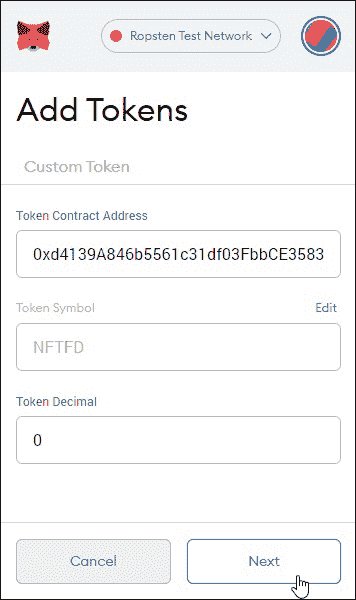 Ropsten Test Network
Add Tokens
Custom Token
Token Contract Address
0xd4139A846b5561c31df03FbbCE3583
Token Symbol Edit
NFTFD
Token Decimal
0
Cancel Next